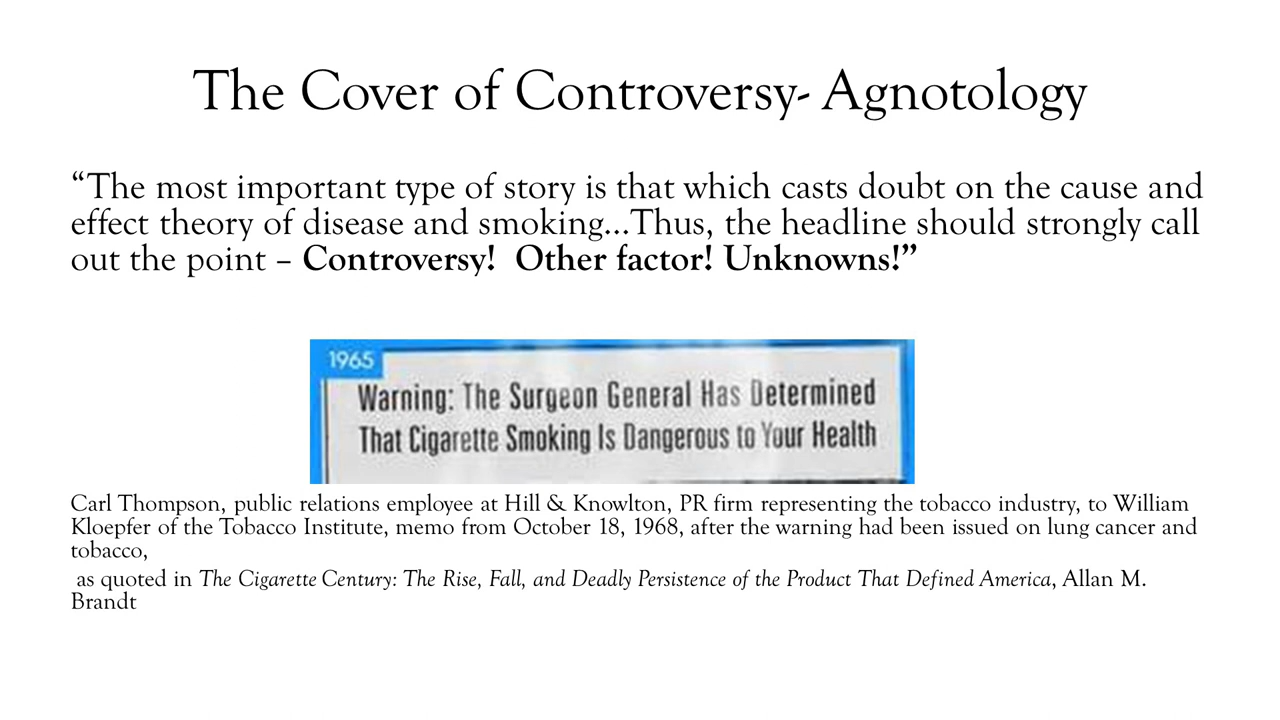 The Cover of Controversy- Agnotology
“The most important type of story is that which casts doubt on the cause and
effect theory of disease and smoking…Thus, the headline should strongly call
out the point – Controversy!  Other factor! Unknowns!”
1965
Warning: The Surgeon General Has Determined
That Cigarette Smoking Is Dangerous to Your Health
Carl Thompson, public relations employee at Hill & Knowlton, PR firm representing the tobacco industry, to William
Kloepfer of the Tobacco Institute, memo from October 18, 1968, after the warning had been issued on lung cancer and
tobacco,
as quoted in The Cigarette Century: The Rise, Fall, and Deadly Persistence of the Product That Defined America, Allan M.
Brandt